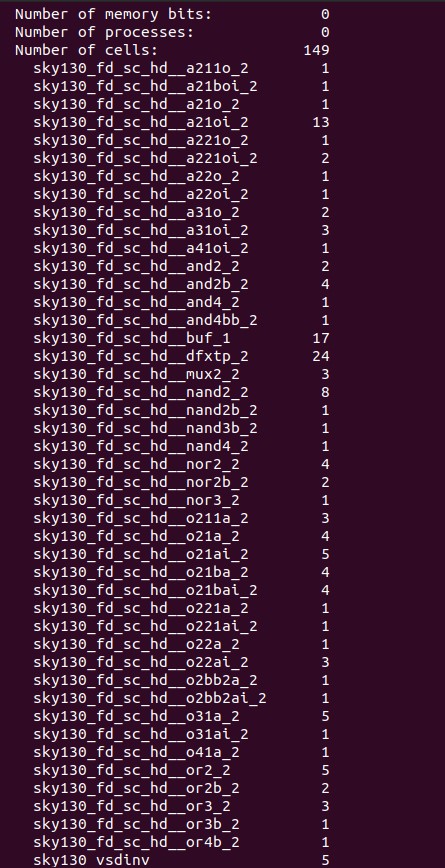 Number of memory bits: 0
Number of processes: 0
Number of cells: 149
sky130_fd_sc_hd__a211o_2 1
sky130_fd_sc_hd__a21boi_2 1
sky130_fd_sc_hd__a21o_2 1
sky130_fd_sc_hd__a21oi_2 13
sky130_fd_sc_hd__a221o_2 1
sky130_fd_sc_hd__a221oi_2 2
sky130_fd_sc_hd__a22o_2 1
sky130_fd_sc_hd__a22oi_2 1
sky130_fd_sc_hd__a31o_2 2
sky130_fd_sc_hd__a31oi_2 3
sky130_fd_sc_hd__a41oi_2 1
sky130_fd_sc_hd__and2_2 2
sky130_fd_sc_hd__and2b_2 4
sky130_fd_sc_hd__and4_2 1
sky130_fd_sc_hd__and4bb_2 1
sky130_fd_sc_hd__buf_1 17
sky130_fd_sc_hd__dfxtp_2 24
sky130_fd_sc_hd__mux2_2 3
sky130_fd_sc_hd__nand2_2 8
sky130_fd_sc_hd__nand2b_2 1
sky130_fd_sc_hd__nand3b_2 1
sky130_fd_sc_hd__nand4_2 1
sky130_fd_sc_hd__nor2_2 4
sky130_fd_sc_hd__nor2b_2 2
sky130_fd_sc_hd__nor3_2 1
sky130_fd_sc_hd__o211a_2 3
sky130_fd_sc_hd__o21a_2 4
sky130_fd_sc_hd__o21ai_2 5
sky130_fd_sc_hd__o21ba_2 4
sky130_fd_sc_hd__o21bai_2 4
sky130_fd_sc_hd__o221a_2 1
sky130_fd_sc_hd__o221ai_2 1
sky130_fd_sc_hd__o22a_2 1
sky130_fd_sc_hd__o22ai_2 3
sky130_fd_sc_hd__o2bb2a_2 1
sky130_fd_sc_hd__o2bb2ai_2 1
sky130_fd_sc_hd__o31a_2 5
sky130_fd_sc_hd__o31ai_2 1
sky130_fd_sc_hd__o41a_2 1
sky130_fd_sc_hd__or2_2 5
sky130_fd_sc_hd__or2b_2 2
sky130_fd_sc_hd__or3_2 3
sky130_fd_sc_hd__or3b_2 1
sky130_fd_sc_hd__or4b_2 1
sky130_vsdinv 5